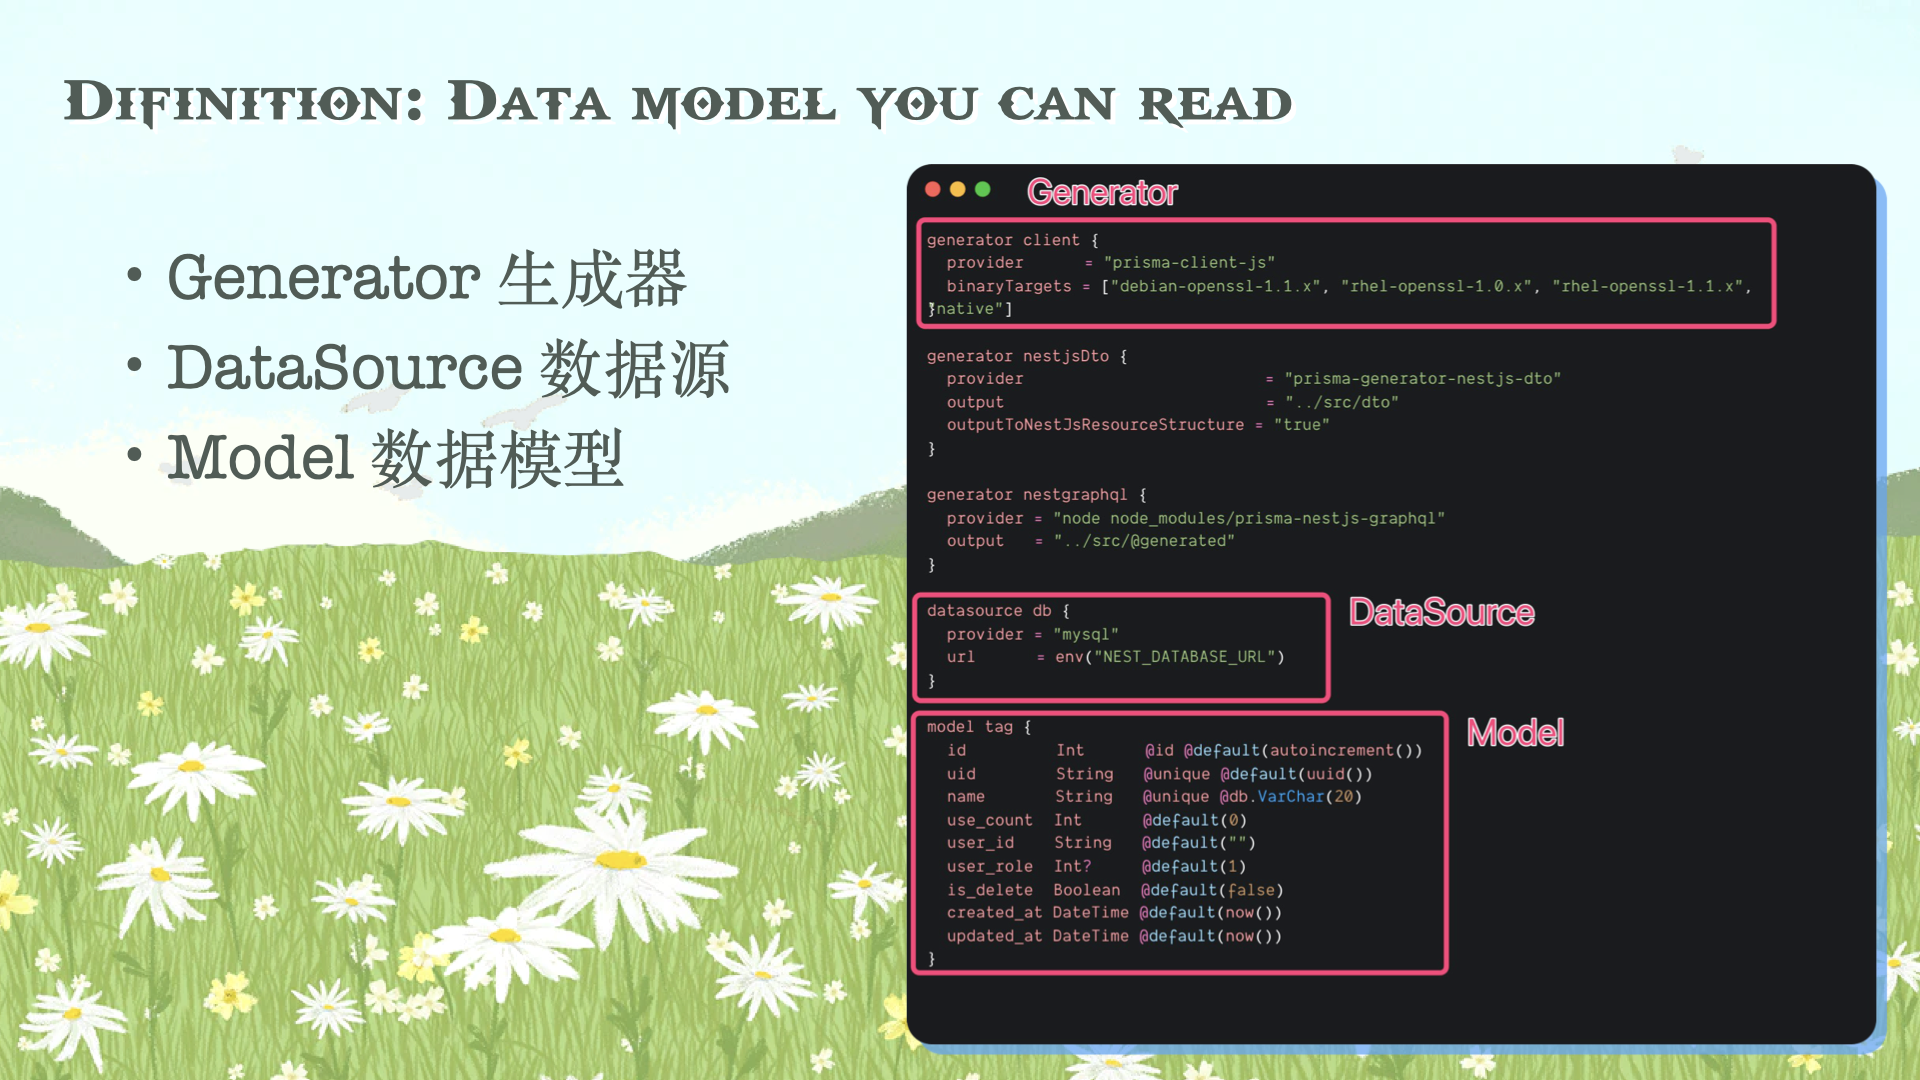 Difinition: Data model you can read
• Generator 生成器
• DataSource 数据源
• Model 数据模型
Generator
generator client {
  provider      = "prisma-client-js"
  binaryTargets = ["debian-openssl-1.1.x", "rhel-openssl-1.0.x", "rhel-openssl-1.1.x",
"native"]
}
generator nestjsDto {
  provider                        = "prisma-generator-nestjs-dto"
  output                          = "../src/dto"
  outputToNestJsResourceStructure = "true"
}
generator nestgraphql {
  provider = "node node_modules/prisma-nestjs-graphql"
  output   = "../src/@generated"
}
DataSource
datasource db {
  provider = "mysql"
  url      = env("NEST_DATABASE_URL")
}
Model
model tag {
  id         Int      @id @default(autoincrement())
  uid        String   @unique @default(uuid())
  name       String   @unique @db.VarChar(20)
  use_count  Int      @default(0)
  user_id    String   @default("")
  user_role  Int?     @default(1)
  is_delete  Boolean  @default(false)
  created_at DateTime @default(now())
  updated_at DateTime @default(now())
}